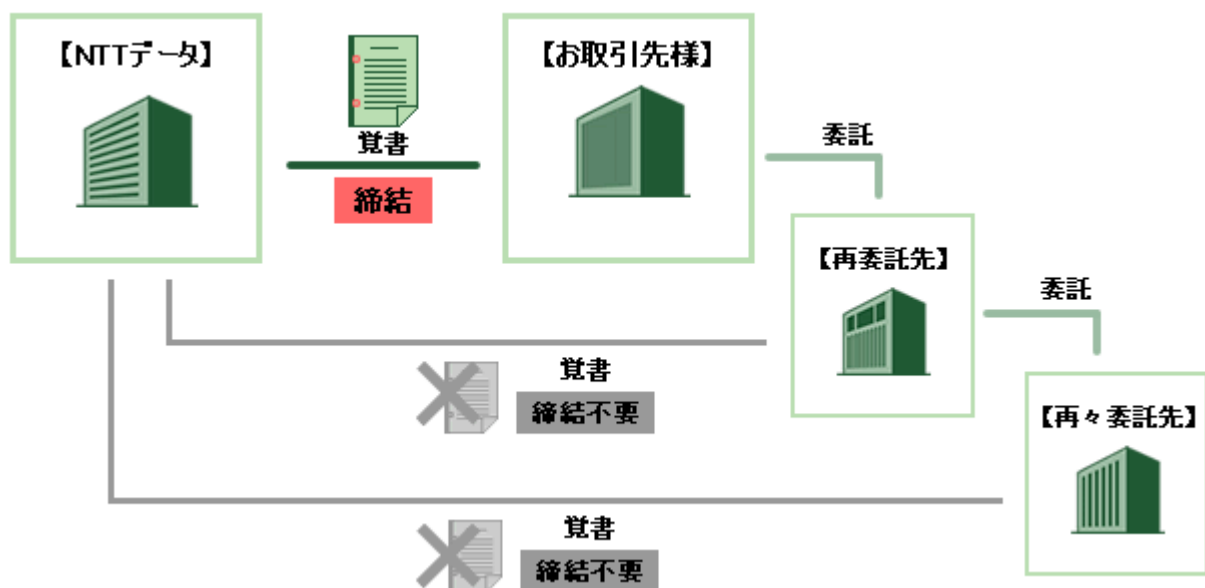 【NTTデータ】
覚書
締結
【お取引先様】
委託
【再委託先】
委託
【再々委託先】
覚書
締結不要
覚書
締結不要